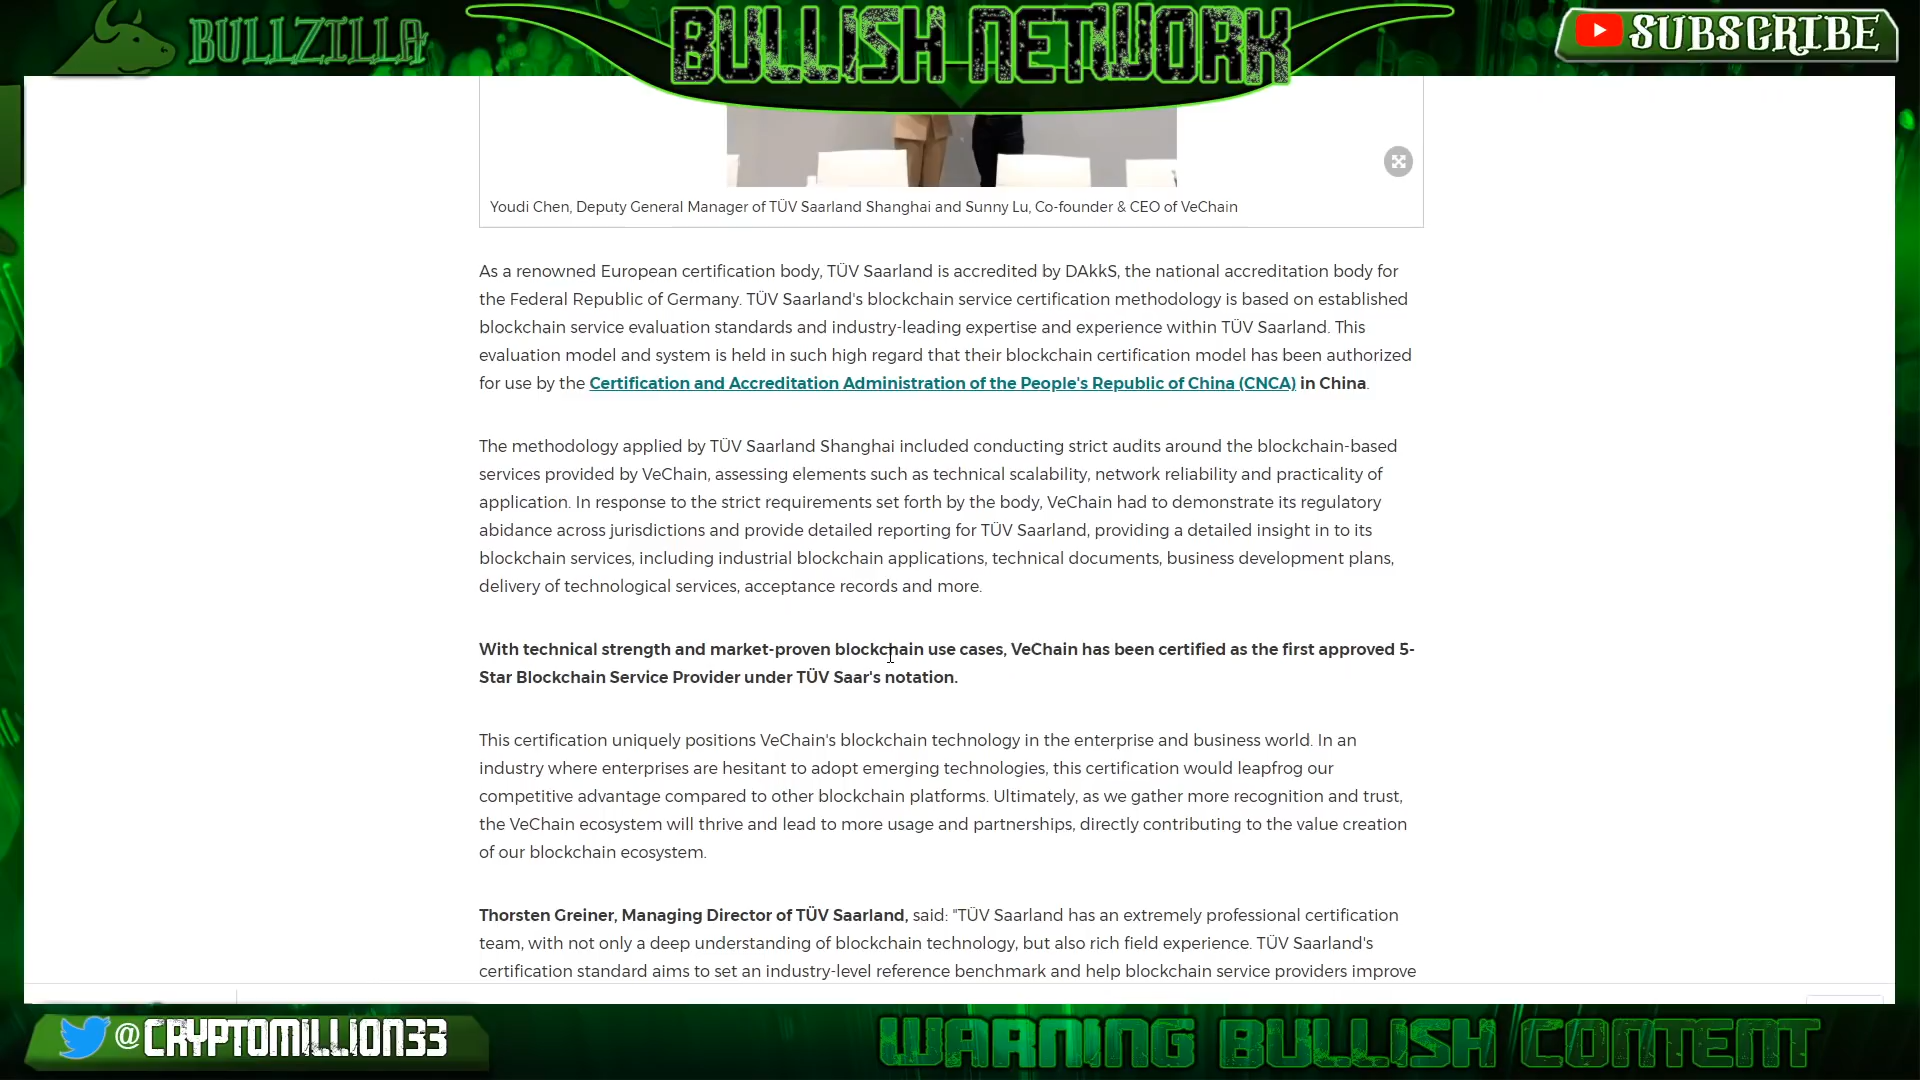 BULLZILLA
BULLISH NETWORK
SUBSCRIBE
Youdi Chen, Deputy General Manager of TÜV Saarland Shanghai and Sunny Lu, Co-founder & CEO of VeChain
As a renowned European certification body, TÜV Saarland is accredited by DAkkS, the national accreditation body for
the Federal Republic of Germany. TÜV Saarland's blockchain service certification methodology is based on established
blockchain service evaluation standards and industry-leading expertise and experience within TÜV Saarland. This
evaluation model and system is held in such high regard that their blockchain certification model has been authorized
for use by the Certification and Accreditation Administration of the People's Republic of China (CNCA) in China.
The methodology applied by TÜV Saarland Shanghai included conducting strict audits around the blockchain-based
services provided by VeChain, assessing elements such as technical scalability, network reliability and practicality of
application. In response to the strict requirements set forth by the body, VeChain had to demonstrate its regulatory
abidance across jurisdictions and provide detailed reporting for TÜV Saarland, providing a detailed insight in to its
blockchain services, including industrial blockchain applications, technical documents, business development plans,
delivery of technological services, acceptance records and more.
With technical strength and market-proven blockchain use cases, VeChain has been certified as the first approved 5-
Star Blockchain Service Provider under TÜV Saar's notation.
This certification uniquely positions VeChain's blockchain technology in the enterprise and business world. In an
industry where enterprises are hesitant to adopt emerging technologies, this certification would leapfrog our
competitive advantage compared to other blockchain platforms. Ultimately, as we gather more recognition and trust,
the VeChain ecosystem will thrive and lead to more usage and partnerships, directly contributing to the value creation
of our blockchain ecosystem.
Thorsten Greiner, Managing Director of TÜV Saarland, said: "TÜV Saarland has an extremely professional certification
team, with not only a deep understanding of blockchain technology, but also rich field experience. TÜV Saarland's
certification standard aims to set an industry-level reference benchmark and help blockchain service providers improve
@CRYPTOMILLION33
WARNING BULLISH CONTENT